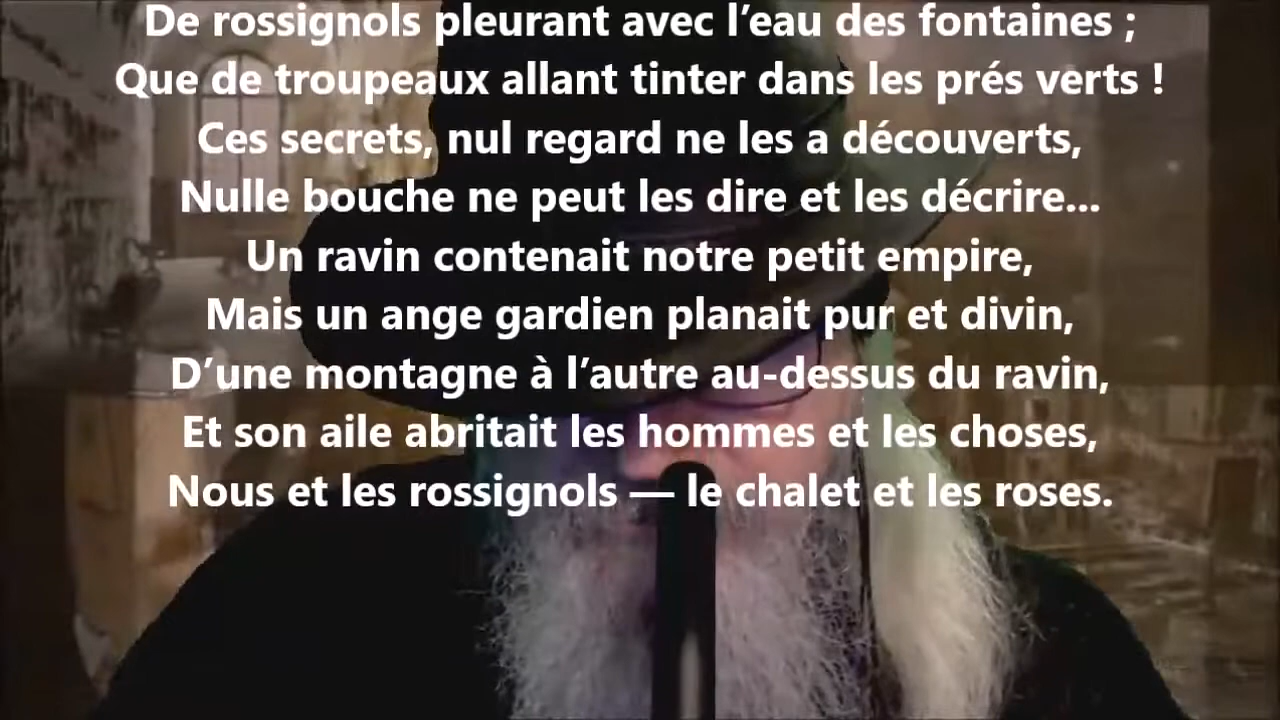 De rossignols pleurant avec l’eau des fontaines ;
Que de troupeaux allant tinter dans les prés verts !
Ces secrets, nul regard ne les a découverts,
Nulle bouche ne peut les dire et les décrire...
Un ravin contenait notre petit empire,
Mais un ange gardien planait pur et divin,
D’une montagne à l’autre au-dessus du ravin,
Et son aile abritait les hommes et les choses,
Nous et les rossignols — le chalet et les roses.